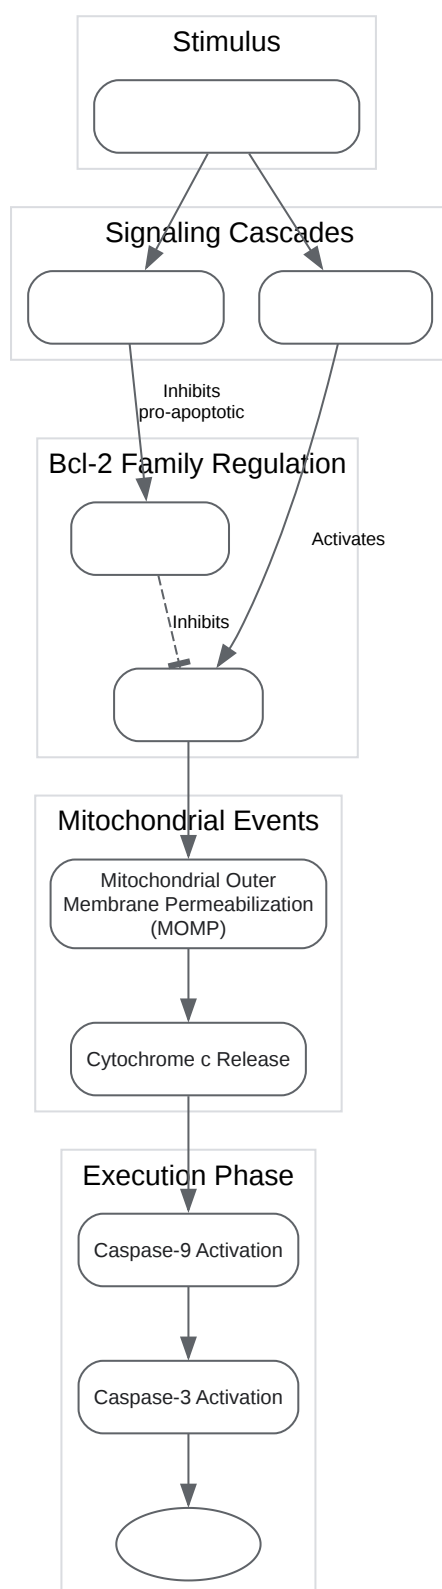 Stimulus
Signaling Cascades
Inhibits
pro-apoptotic
Bcl-2 Family Regulation
Activates
Inhibits
Mitochondrial Events
Mitochondrial Outer
Membrane Permeabilization
(MOMP)
Cytochrome c Release
Execution Phase
Caspase-9 Activation
Caspase-3 Activation